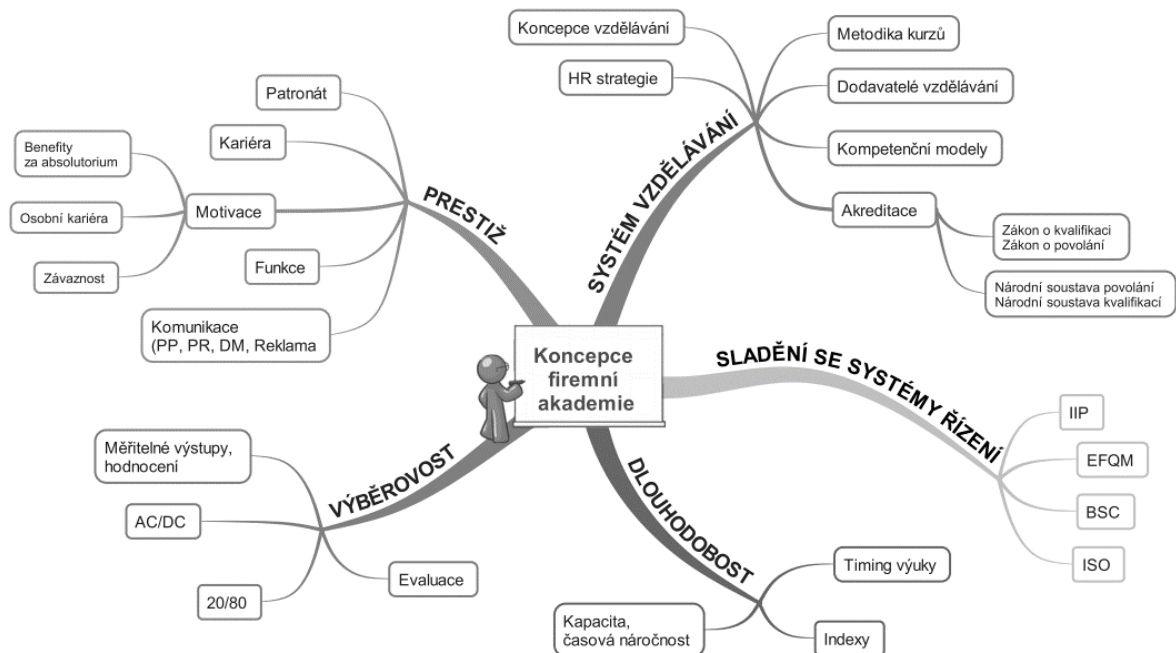 Koncepce
firemní
akademie
PRESTIŽ
Patronát
Kariéra
Motivace
Benefity
za absolutorium
Osobní kariéra
Závaznost
Funkce
Komunikace
(PP, PR, DM, Reklama
SYSTÉM VZDĚLÁVÁNÍ
Koncepce vzdělávání
HR strategie
Metodika kurzů
Dodavatelé vzdělávání
Kompetenční modely
Akreditace
Zákon o kvalifikaci
Zákon o povolání
Národní soustava povolání
Národní soustava kvalifikací
SLADĚNÍ SE SYSTÉMY ŘÍZENÍ
IIP
EFQM
BSC
ISO
DLOUHODOBOST
Timing výuky
Kapacita,
časová náročnost
Indexy
VÝBĚROVOST
Měřitelné výstupy,
hodnocení
AC/DC
20/80
Evaluace